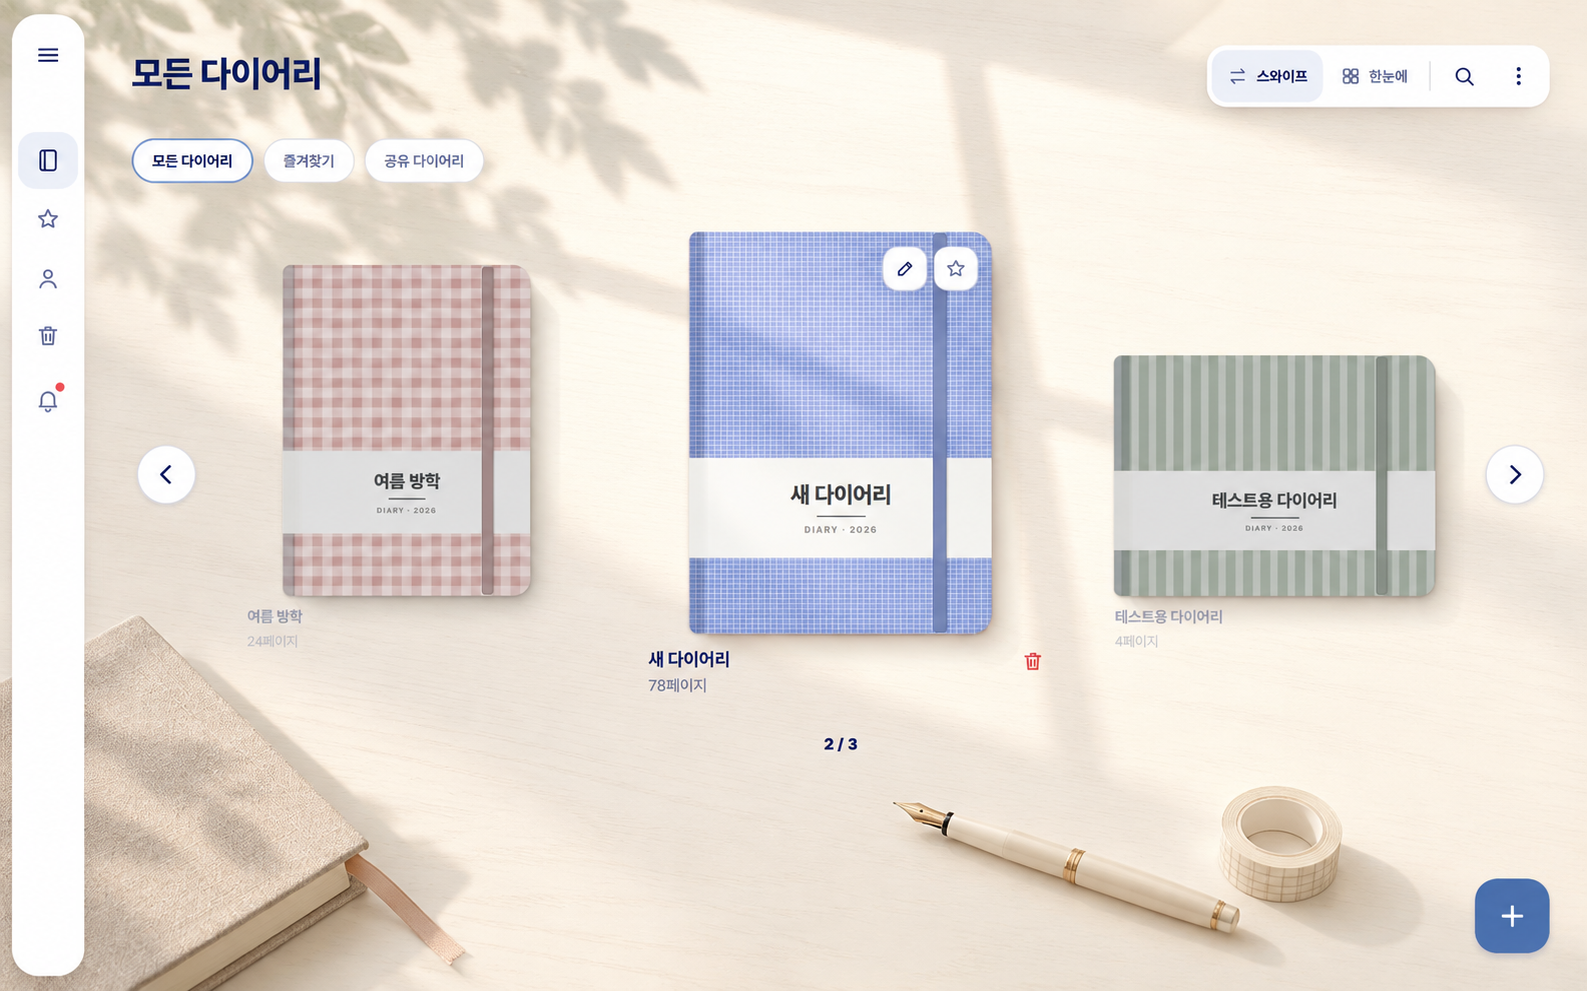 모든 다이어리
스와이프
한눈에
모든 다이어리
즐겨찾기
공유 다이어리
여름 방학
DIARY · 2026
여름 방학
24페이지
새 다이어리
DIARY · 2026
새 다이어리
78페이지
테스트용 다이어리
DIARY · 2026
테스트용 다이어리
4페이지
2 / 3